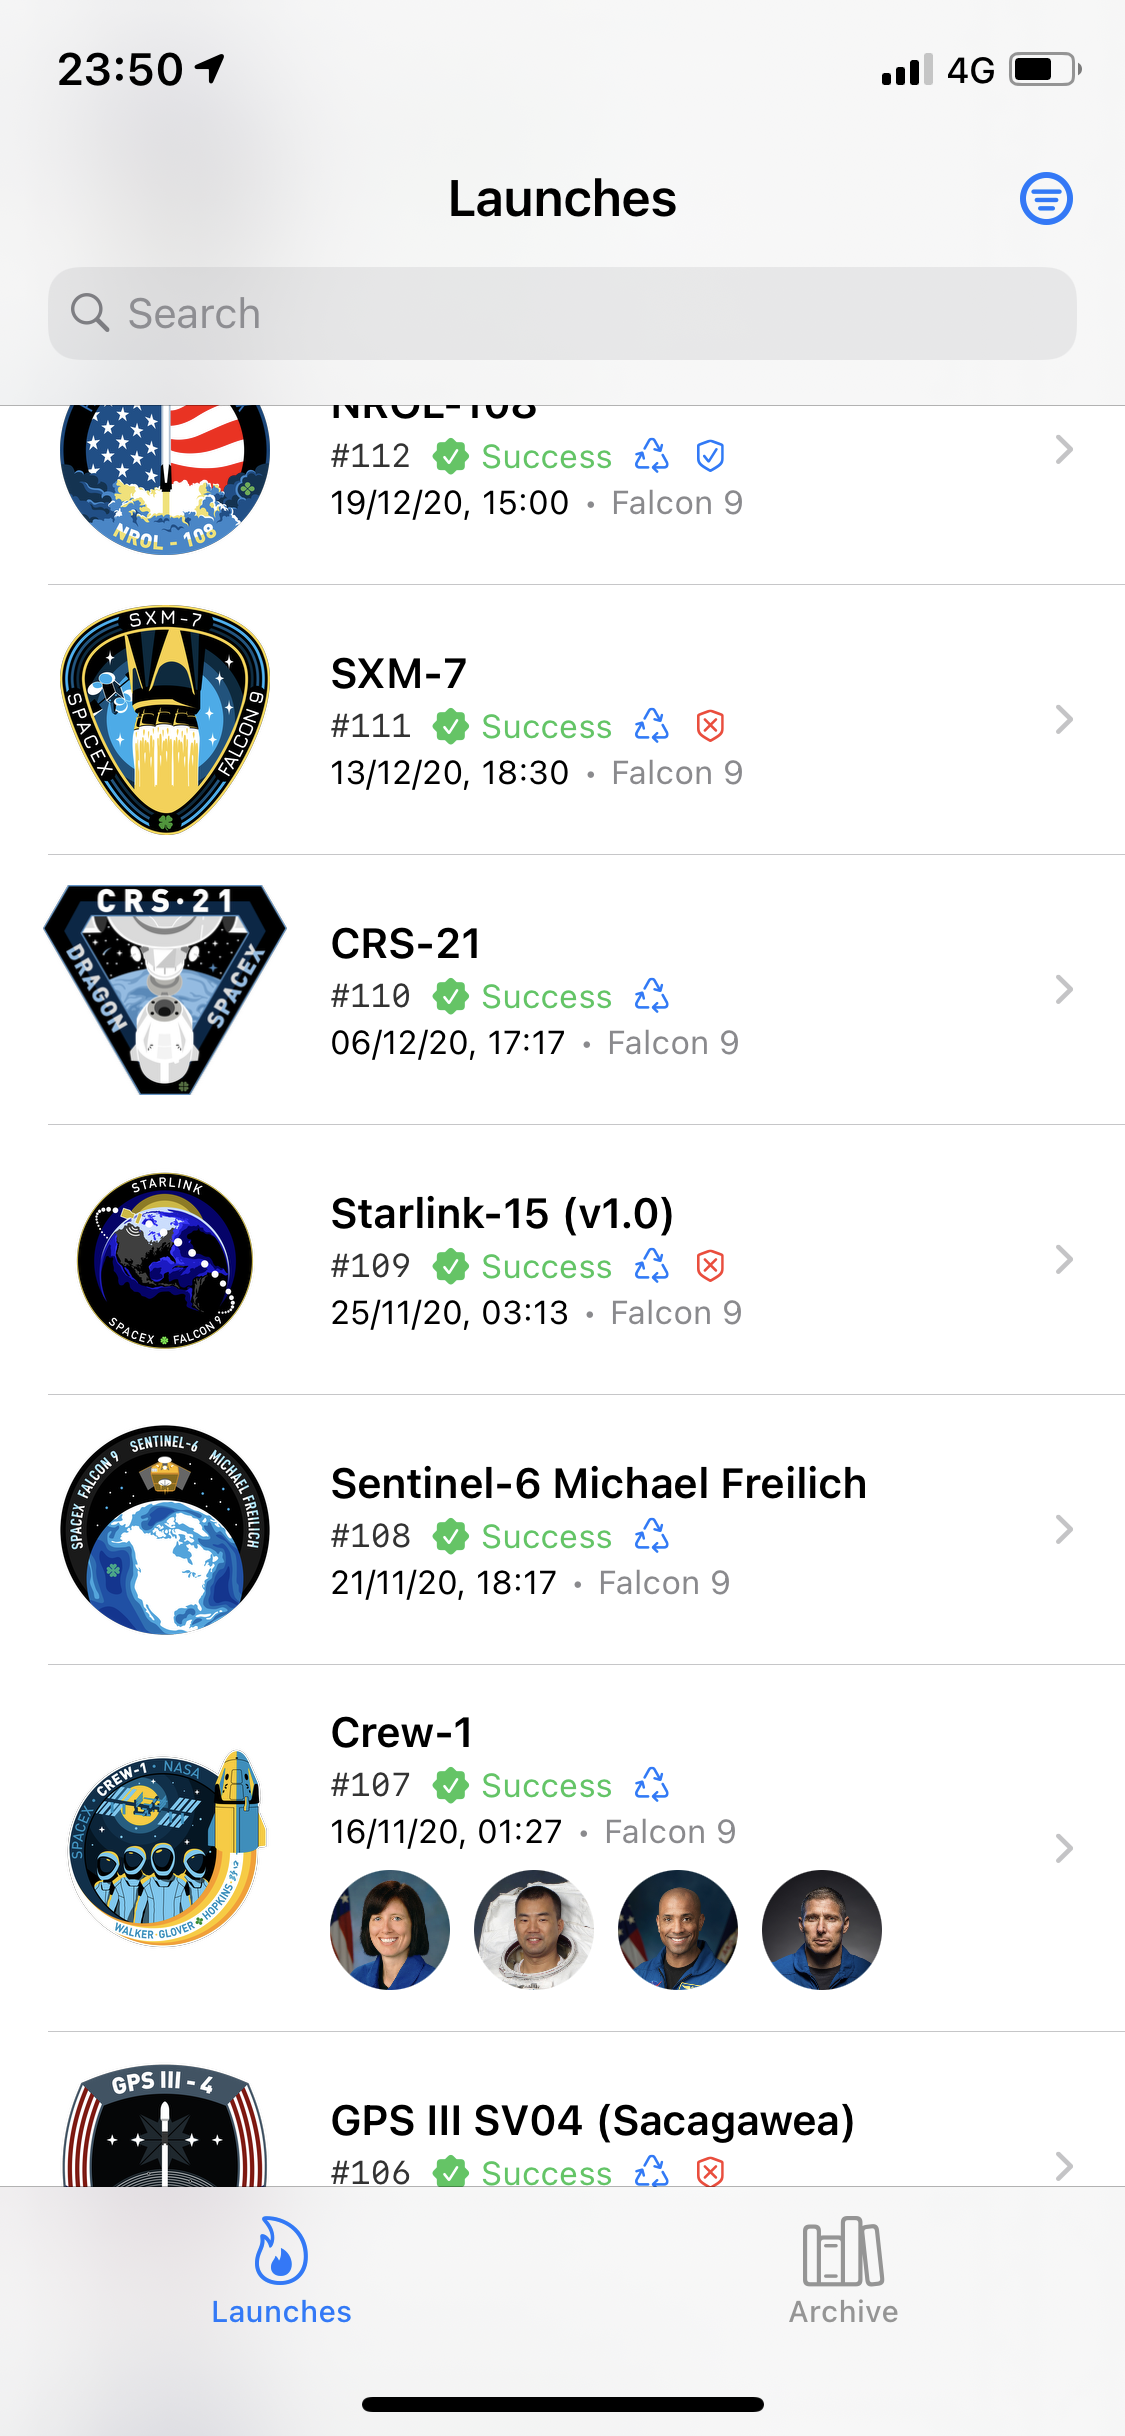 23:50
4G
Launches
Search
NROL-108
#112 Success
19/12/20, 15:00 • Falcon 9
NROL - 108
SXM-7
SPACEX
FALCON 9
SXM-7
#111 Success
13/12/20, 18:30 • Falcon 9
CRS·21
DRAGON
SPACEX
CRS-21
#110 Success
06/12/20, 17:17 • Falcon 9
STARLINK
SPACEX FALCON 9
Starlink-15 (v1.0)
#109 Success
25/11/20, 03:13 • Falcon 9
SPACEX FALCON 9 SENTINEL-6 MICHAEL FREILICH
Sentinel-6 Michael Freilich
#108 Success
21/11/20, 18:17 • Falcon 9
SPACEX · CREW-1 · NASA
WALKER · GLOVER HOPKINS
Crew-1
#107 Success
16/11/20, 01:27 • Falcon 9
GPS III - 4
GPS III SV04 (Sacagawea)
#106 Success
Launches
Archive